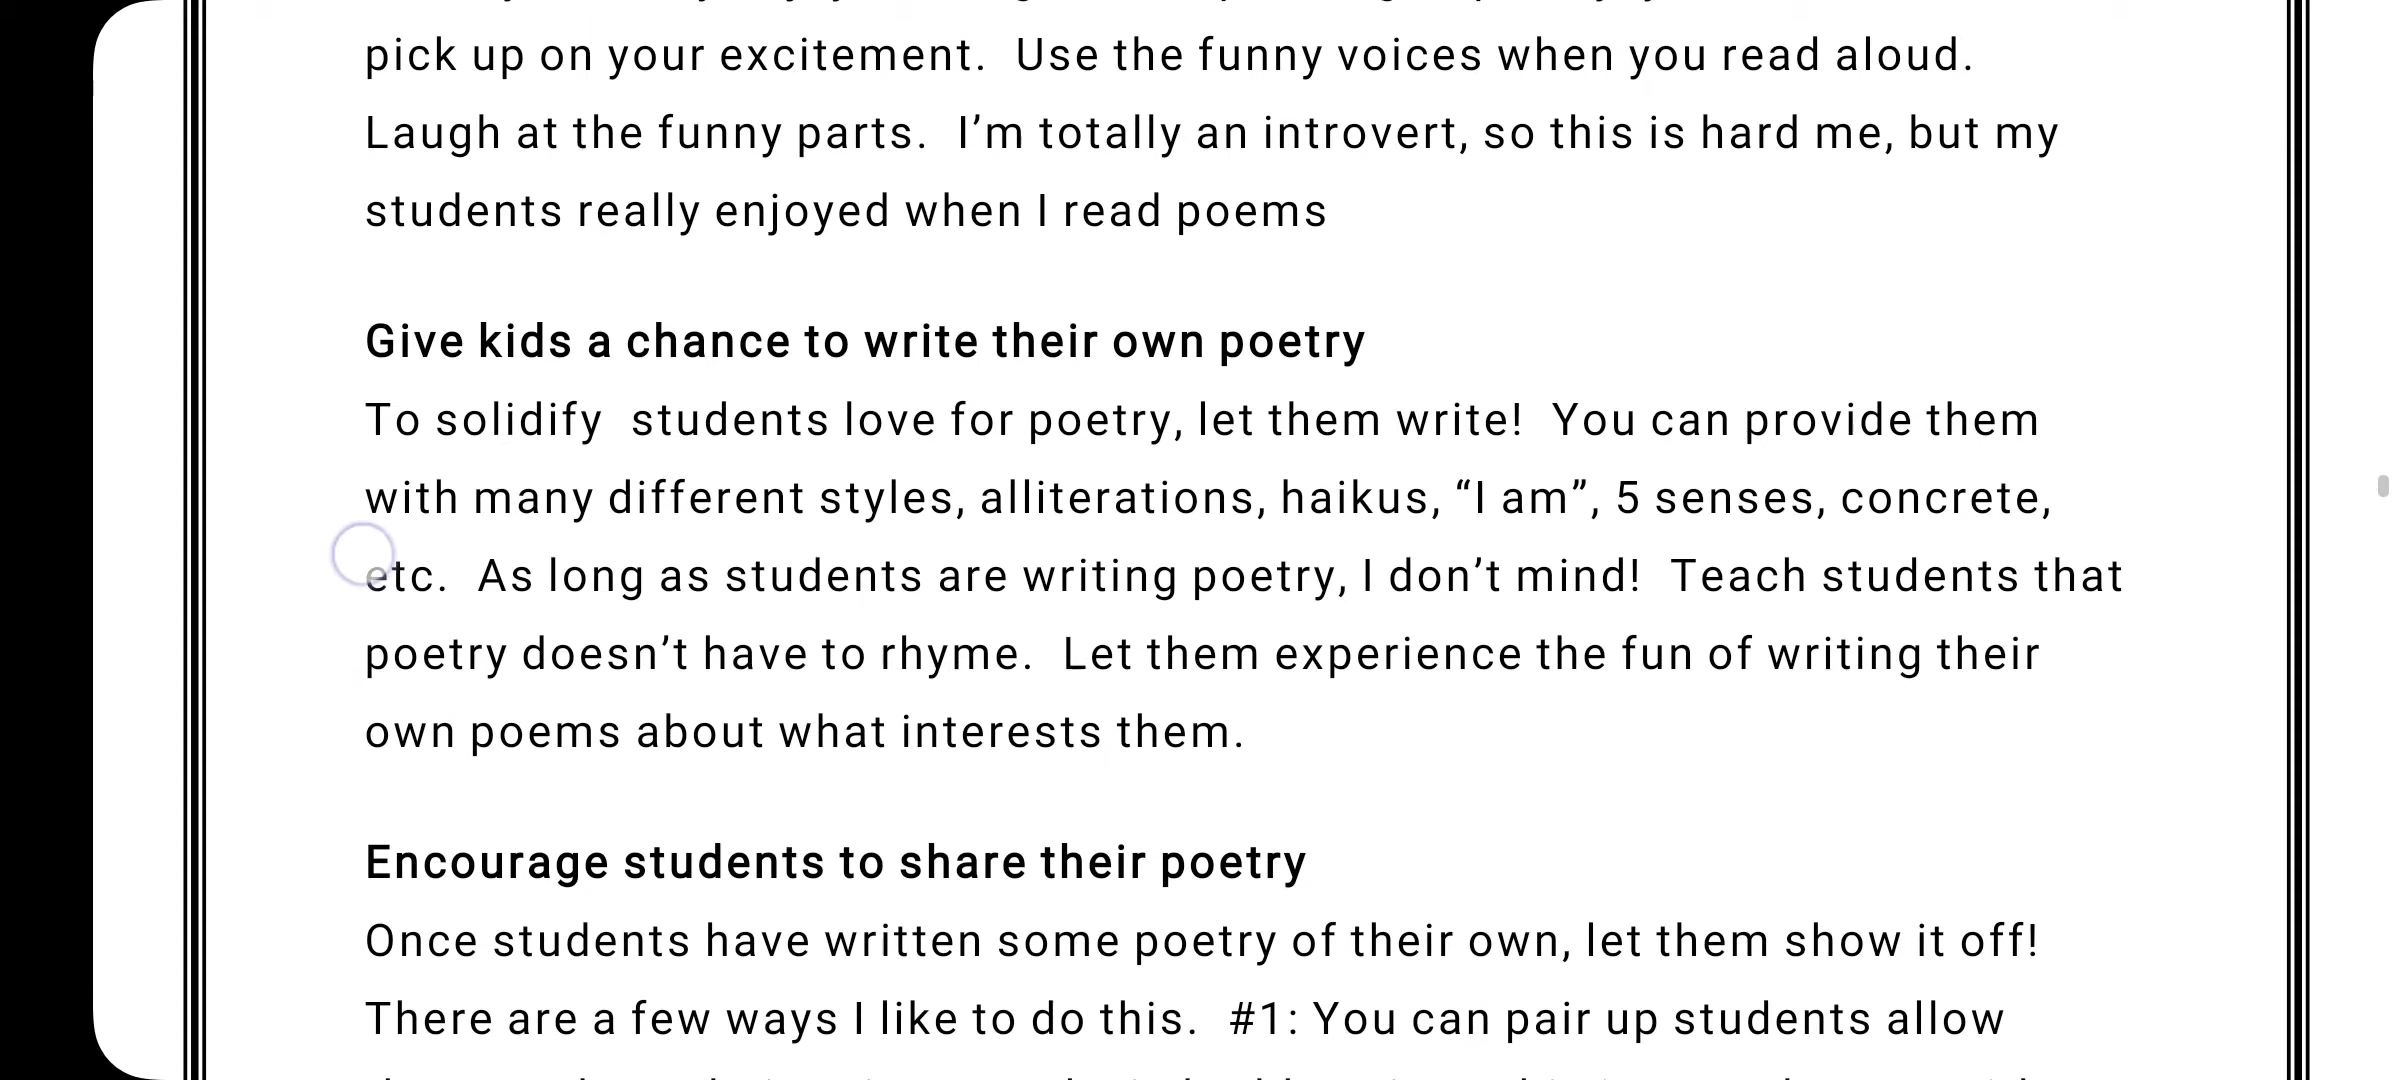 pick up on your excitement.  Use the funny voices when you read aloud.
Laugh at the funny parts.  I’m totally an introvert, so this is hard me, but my
students really enjoyed when I read poems
Give kids a chance to write their own poetry
To solidify  students love for poetry, let them write!  You can provide them
with many different styles, alliterations, haikus, “I am”, 5 senses, concrete,
etc.  As long as students are writing poetry, I don’t mind!  Teach students that
poetry doesn’t have to rhyme.  Let them experience the fun of writing their
own poems about what interests them.
Encourage students to share their poetry
Once students have written some poetry of their own, let them show it off!
There are a few ways I like to do this.  #1: You can pair up students allow